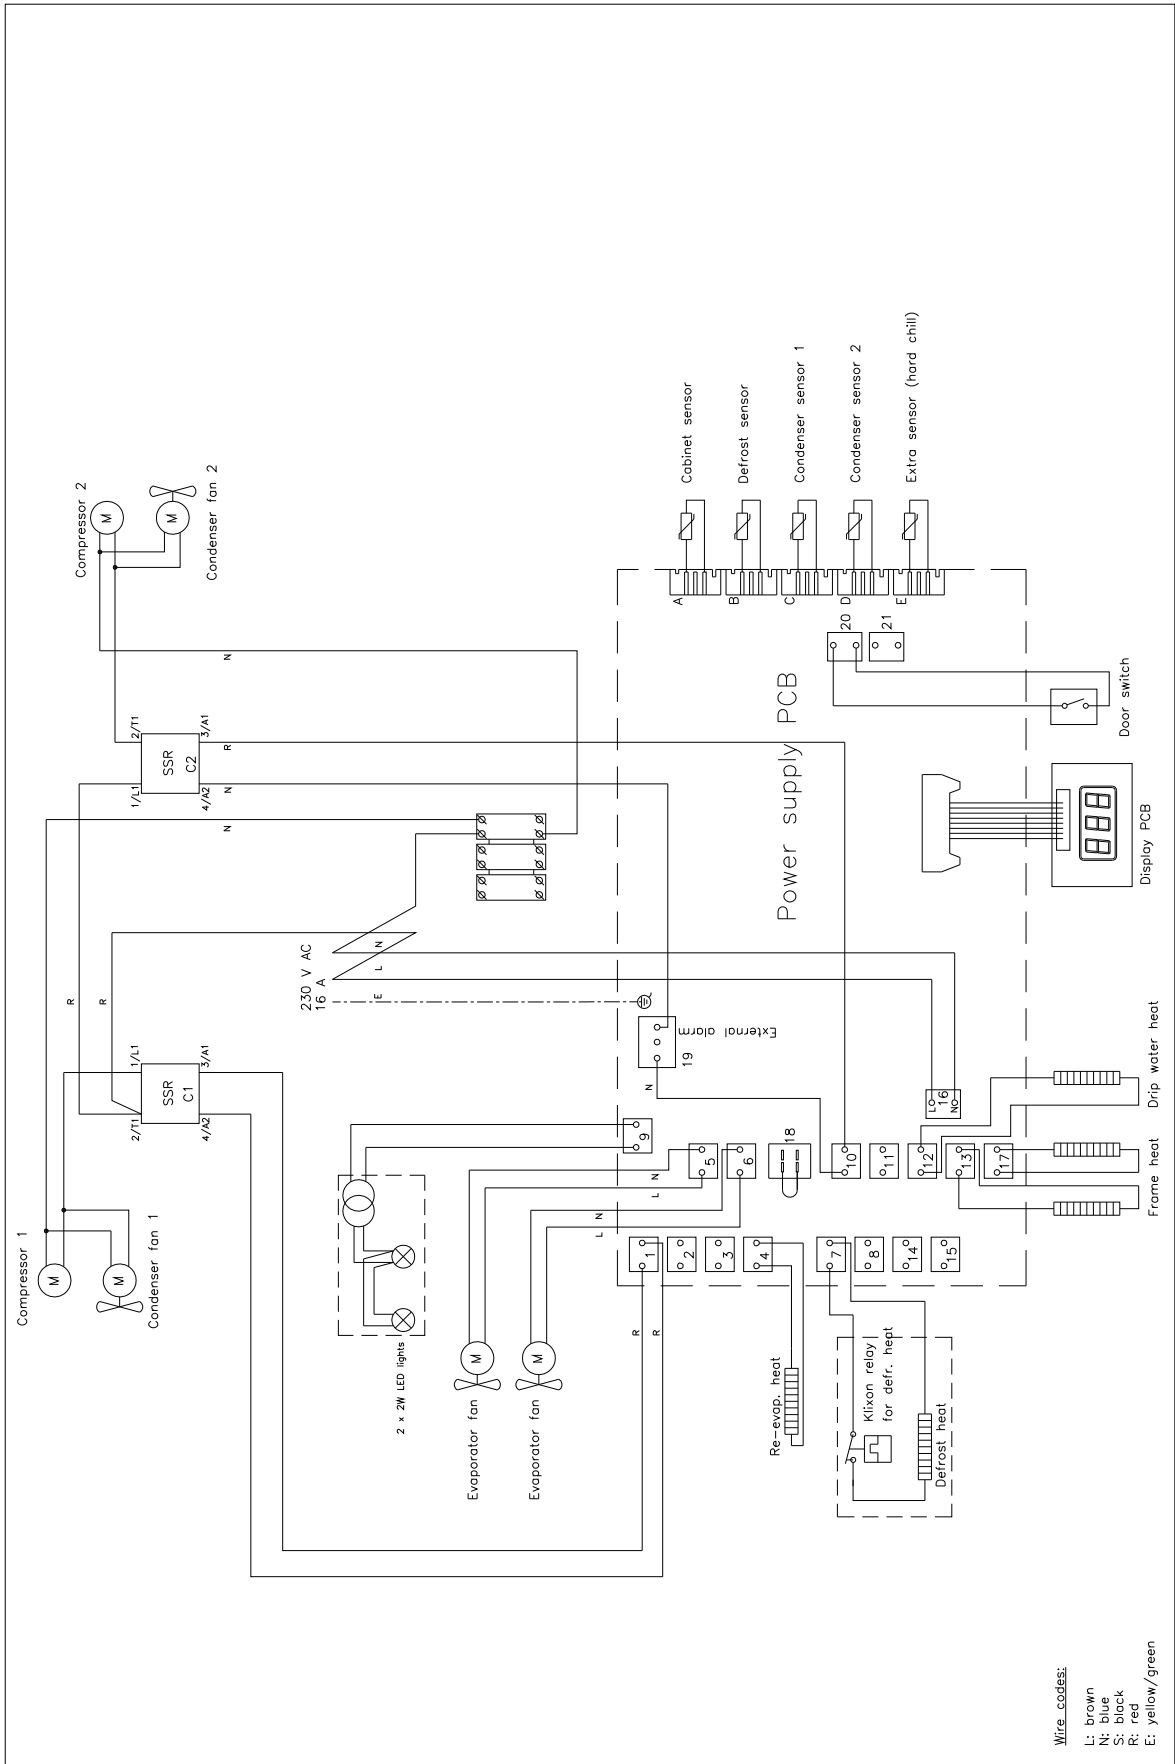 Compressor 1
M
M
Condenser fan 1
R
R
1/L1
2/T1
SSR
C1
3/A1
4/A2
Compressor 2
M
M
Condenser fan 2
2/T1
1/L1
SSR
C2
3/A1
4/A2
N
R
N
N
230 V AC
16 A
N
L
E
2 x 2W LED lights
Evaporator fan
M
Evaporator fan
M
L
N
L
N
R
R
N
External alarm
19
9
5
6
18
10
11
12
13
17
L
16
N
1
2
3
4
7
8
14
15
Re-evap. heat
Klixon relay
for defr. heat
Defrost heat
Power supply PCB
A
B
C
D
E
Cabinet sensor
Defrost sensor
Condenser sensor 1
Condenser sensor 2
Extra sensor (hard chill)
20
21
Door switch
Display PCB
Drip water heat
Frame heat
Wire codes:
L: brown
N: blue
S: black
R: red
E: yellow/green